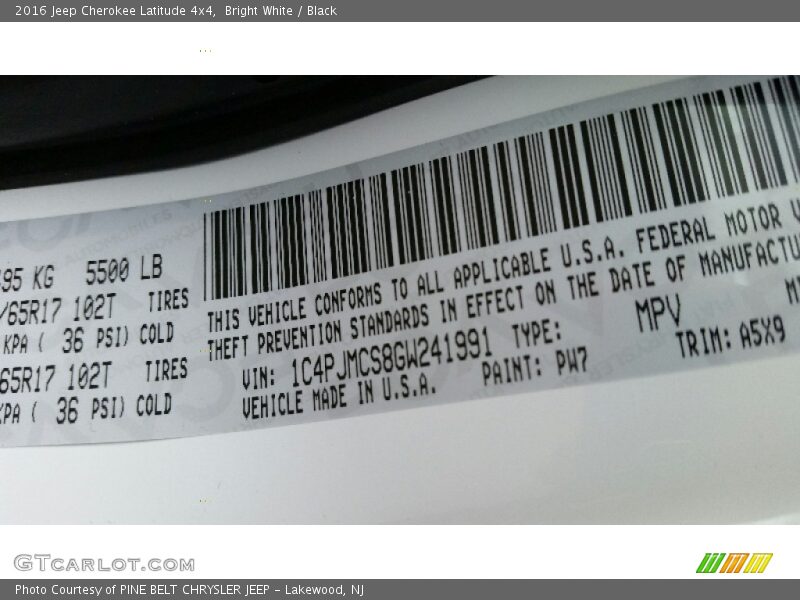 2016 Jeep Cherokee Latitude 4x4, Bright White / Black
95 KG 5500 LB
/65R17 102T TIRES
KPA ( 36 PSI) COLD
65R17 102T TIRES
KPA ( 36 PSI) COLD
THIS VEHICLE CONFORMS TO ALL APPLICABLE U.S.A. FEDERAL MOTOR
THEFT PREVENTION STANDARDS IN EFFECT ON THE DATE OF MANUFACTU
VIN: 1C4PJMCS8GW241991 TYPE: MPV
VEHICLE MADE IN U.S.A. PAINT: PW7 TRIM: A5X9
GTCARLOT.COM
Photo Courtesy of PINE BELT CHRYSLER JEEP - Lakewood, NJ